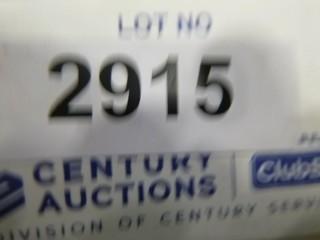 LOT NO
2915
CENTURY
AUCTIONS
DIVISION OF CENTURY